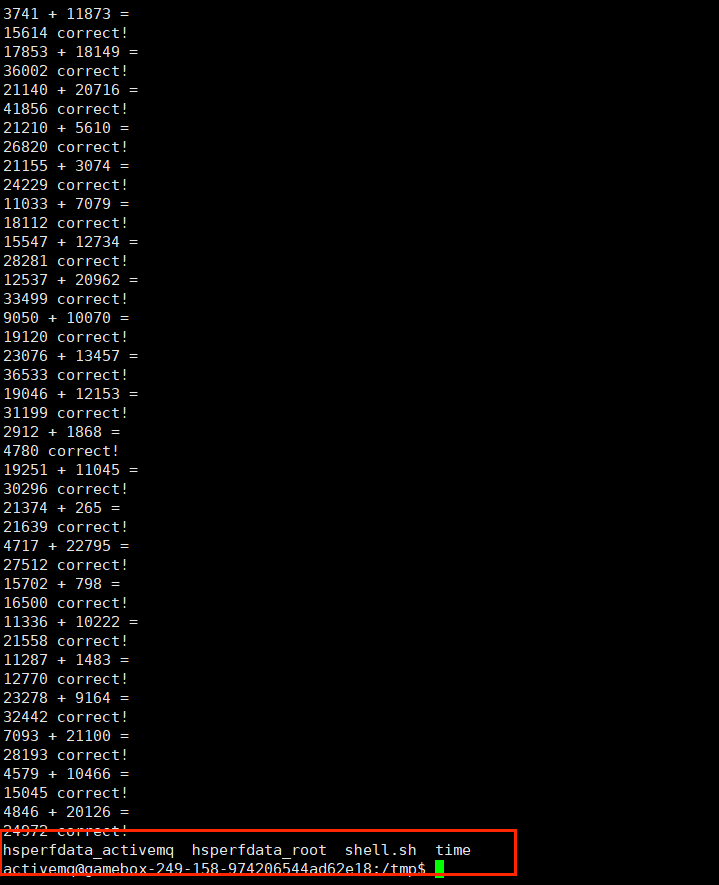 3741 + 11873 =
15614 correct!
17853 + 18149 =
36002 correct!
21140 + 20716 =
41856 correct!
21210 + 5610 =
26820 correct!
21155 + 3074 =
24229 correct!
11033 + 7079 =
18112 correct!
15547 + 12734 =
28281 correct!
12537 + 20962 =
33499 correct!
9050 + 10070 =
19120 correct!
23076 + 13457 =
36533 correct!
19046 + 12153 =
31199 correct!
2912 + 1868 =
4780 correct!
19251 + 11045 =
30296 correct!
21374 + 265 =
21639 correct!
4717 + 22795 =
27512 correct!
15702 + 798 =
16500 correct!
11336 + 10222 =
21558 correct!
11287 + 1483 =
12770 correct!
23278 + 9164 =
32442 correct!
7093 + 21100 =
28193 correct!
4579 + 10466 =
15045 correct!
4846 + 20126 =
24972 correct!
hsperfdata_activemq  hsperfdata_root  shell.sh  time
activemq@gamebox-249-158-974206544ad62e18:/tmp$